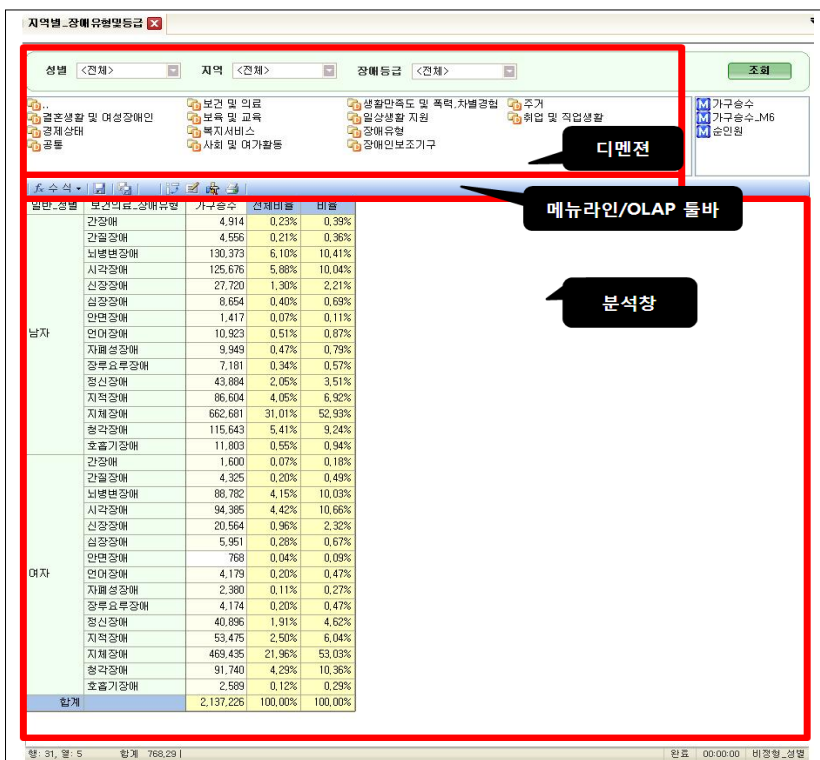 지역별_장애유형및등급
성별 <전체> 지역 <전체> 장애등급 <전체> 조회
.. 보건 및 의료 생활만족도 및 폭력,차별경험 주거 M 가구승수
결혼생활 및 여성장애인 보육 및 교육 일상생활 지원 취업 및 직업생활 M 가구승수_M6
경제상태 복지서비스 장애유형 M 순인원
공통 사회 및 여가활동 장애인보조기구
디멘젼
fx 수식
메뉴라인/OLAP 툴바
일반_성별 보건의료_장애유형 가구승수 전체비율 비율
간장애 4,914 0,23% 0,39%
간질장애 4,556 0,21% 0,36%
뇌병변장애 130,373 6,10% 10,41%
시각장애 125,676 5,88% 10,04%
신장장애 27,720 1,30% 2,21%
심장장애 8,654 0,40% 0,69%
분석창
안면장애 1,417 0,07% 0,11%
남자 언어장애 10,923 0,51% 0,87%
자폐성장애 9,949 0,47% 0,79%
장루요루장애 7,181 0,34% 0,57%
정신장애 43,884 2,05% 3,51%
지적장애 86,604 4,05% 6,92%
지체장애 662,681 31,01% 52,93%
청각장애 115,643 5,41% 9,24%
호흡기장애 11,803 0,55% 0,94%
간장애 1,600 0,07% 0,18%
간질장애 4,325 0,20% 0,49%
뇌병변장애 88,782 4,15% 10,03%
시각장애 94,385 4,42% 10,66%
신장장애 20,564 0,96% 2,32%
심장장애 5,951 0,28% 0,67%
안면장애 768 0,04% 0,09%
여자 언어장애 4,179 0,20% 0,47%
자폐성장애 2,380 0,11% 0,27%
장루요루장애 4,174 0,20% 0,47%
정신장애 40,896 1,91% 4,62%
지적장애 53,475 2,50% 6,04%
지체장애 469,435 21,96% 53,03%
청각장애 91,740 4,29% 10,36%
호흡기장애 2,589 0,12% 0,29%
합계 2,137,226 100,00% 100,00%
행: 31, 열: 5 합계 768,29 | 완료 00:00:00 비정형_성별